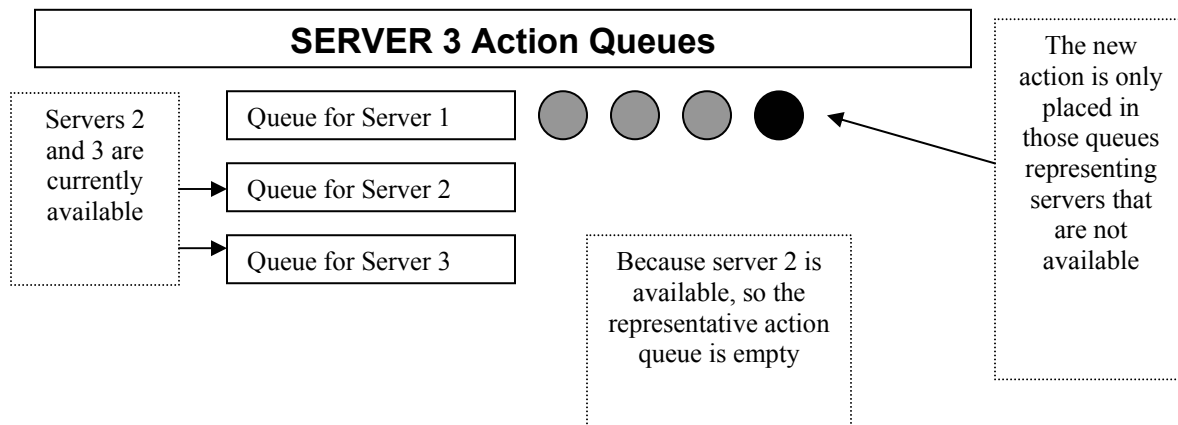 SERVER 3 Action Queues
Servers 2
and 3 are
currently
available
Queue for Server 1
Queue for Server 2
Queue for Server 3
Because server 2 is
available, so the
representative action
queue is empty
The new
action is only
placed in
those queues
representing
servers that
are not
available